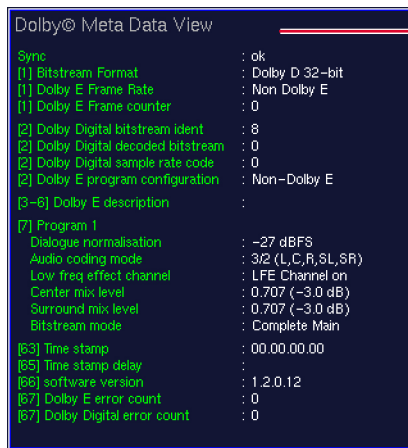 Dolby© Meta Data View
Sync : ok
[1] Bitstream Format : Dolby D 32-bit
[1] Dolby E Frame Rate : Non Dolby E
[1] Dolby E Frame counter : 0
[2] Dolby Digital bitstream ident : 8
[2] Dolby Digital decoded bitstream : 0
[2] Dolby Digital sample rate code : 0
[2] Dolby E program configuration : Non-Dolby E
[3-6] Dolby E description :
[7] Program 1
Dialogue normalisation : -27 dBFS
Audio coding mode : 3/2 (L,C,R,SL,SR)
Low freq effect channel : LFE Channel on
Center mix level : 0.707 (-3.0 dB)
Surround mix level : 0.707 (-3.0 dB)
Bitstream mode : Complete Main
[63] Time stamp : 00.00.00.00
[65] Time stamp delay :
[66] software version : 1.2.0.12
[67] Dolby E error count : 0
[67] Dolby Digital error count : 0